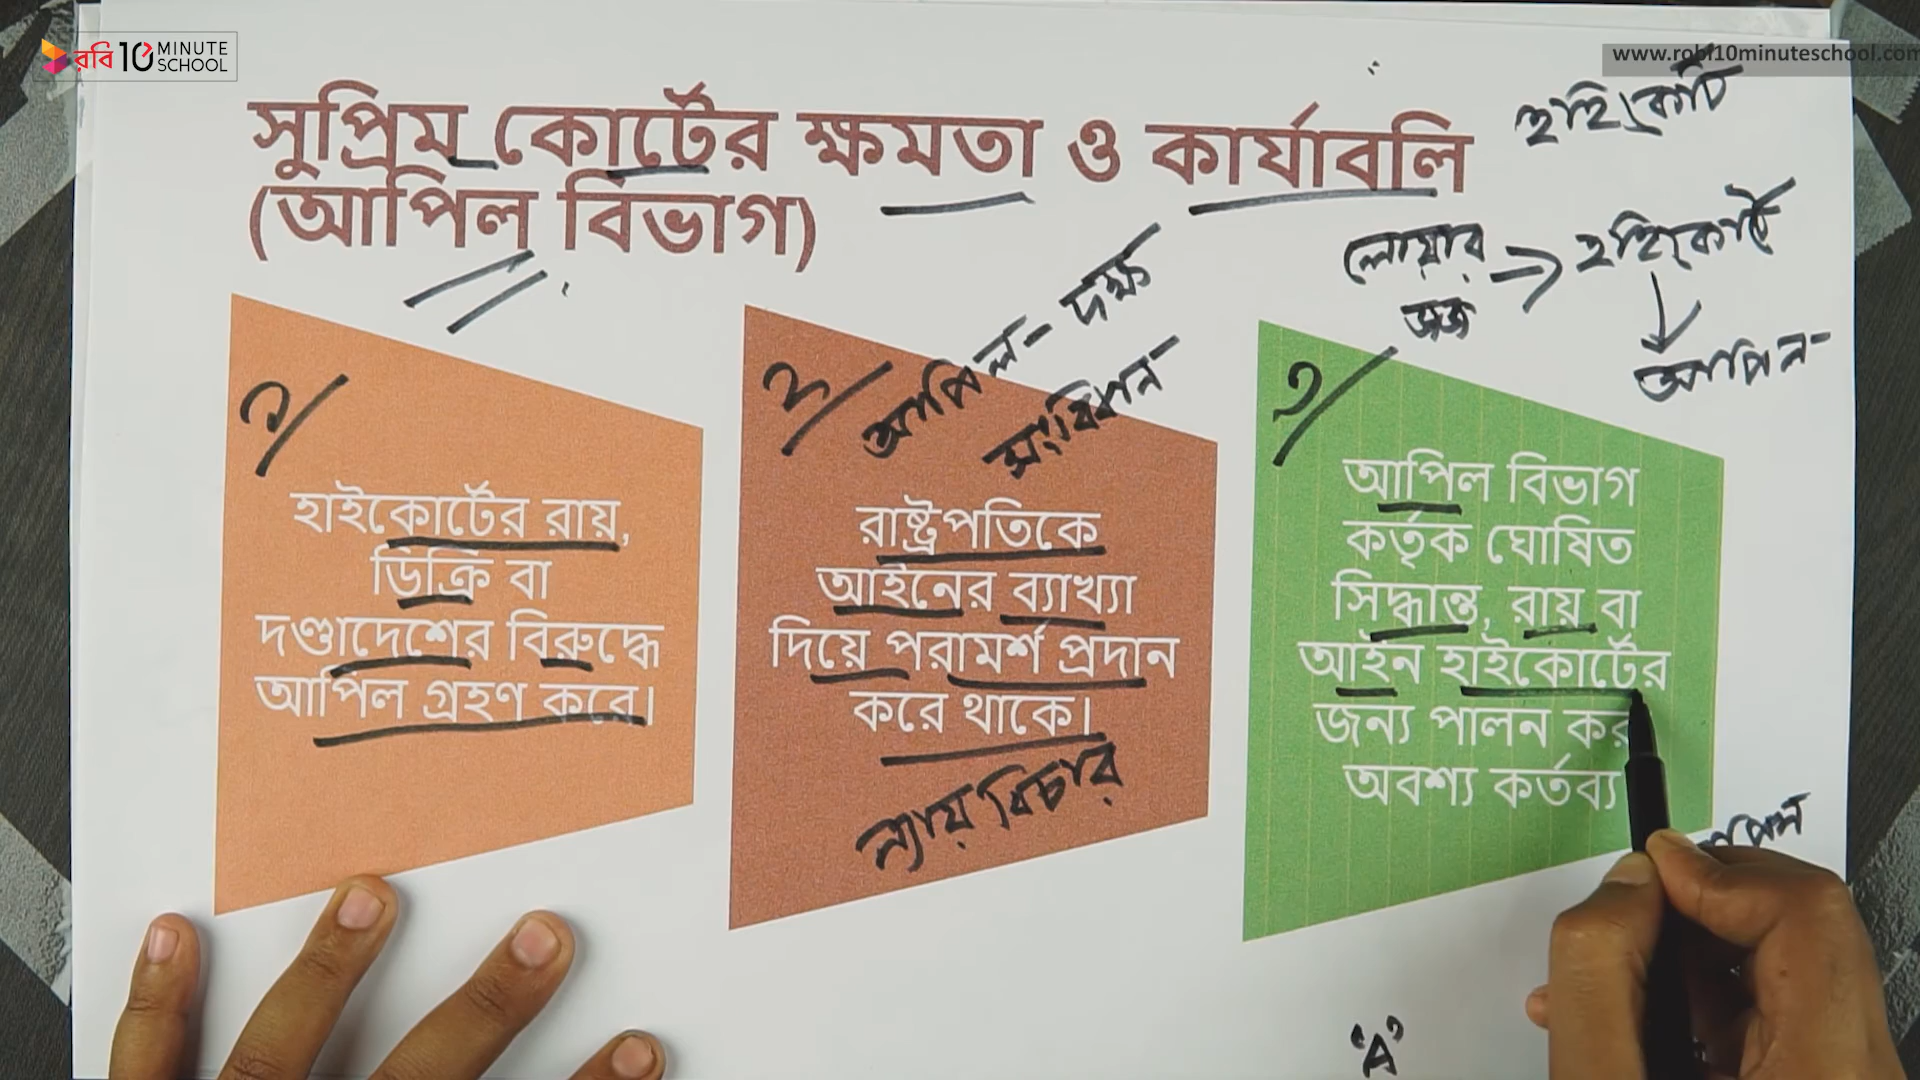 রবি 10 MINUTE SCHOOL
www.robi10minuteschool.com
সুপ্রিম কোর্টের ক্ষমতা ও কার্যাবলি
(আপিল বিভাগ)
হাইকোর্ট
লোয়ার ⇒ হাইকোর্ট
জজ
আপিল
১/
হাইকোর্টের রায়,
ডিক্রি বা
দণ্ডাদেশের বিরুদ্ধে
আপিল গ্রহণ করে।
২/
আপিল - দক্ষ
সংবিধান
রাষ্ট্রপতিকে
আইনের ব্যাখ্যা
দিয়ে পরামর্শ প্রদান
করে থাকে।
ন্যায় বিচার
৩/
আপিল বিভাগ
কর্তৃক ঘোষিত
সিদ্ধান্ত, রায় বা
আইন হাইকোর্টের
জন্য পালন কর
অবশ্য কর্তব্য
'A'